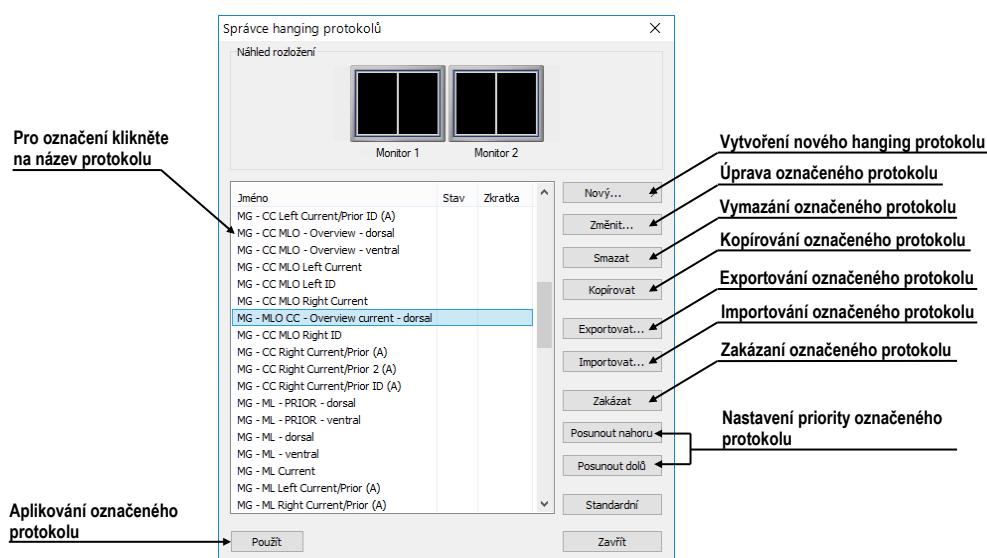 Správce hanging protokolů
Náhled rozložení
Monitor 1
Monitor 2
Pro označení klikněte
na název protokolu
Jméno
Stav
Zkratka
MG - CC Left Current/Prior ID (A)
MG - CC MLO - Overview - dorsal
MG - CC MLO - Overview - ventral
MG - CC MLO Left Current
MG - CC MLO Left ID
MG - CC MLO Right Current
MG - MLO CC - Overview current - dorsal
MG - CC MLO Right ID
MG - CC Right Current/Prior (A)
MG - CC Right Current/Prior 2 (A)
MG - CC Right Current/Prior ID (A)
MG - ML - PRIOR - dorsal
MG - ML - PRIOR - ventral
MG - ML - dorsal
MG - ML - ventral
MG - ML Current
MG - ML Left Current/Prior (A)
MG - ML Right Current/Prior (A)
Nový...
Změnit...
Smazat
Kopírovat
Exportovat...
Importovat...
Zakázat
Posunout nahoru
Posunout dolů
Standardní
Použít
Zavřít
Vytvoření nového hanging protokolu
Úprava označeného protokolu
Vymazání označeného protokolu
Kopírování označeného protokolu
Exportování označeného protokolu
Importování označeného protokolu
Zakázaní označeného protokolu
Nastavení priority označeného
protokolu
Aplikování označeného
protokolu